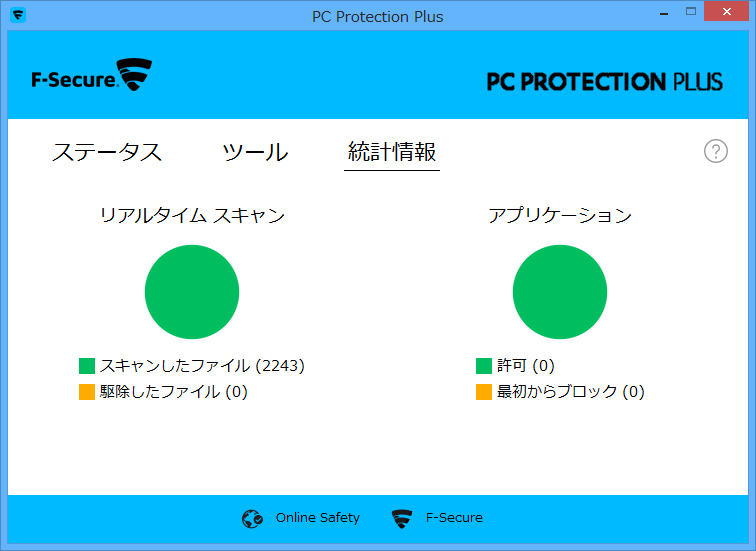 PC Protection Plus
F-Secure.
PC PROTECTION PLUS
ステータス ツール 統計情報
?
リアルタイム スキャン
アプリケーション
スキャンしたファイル (2243)
駆除したファイル (0)
許可 (0)
最初からブロック (0)
Online Safety F-Secure